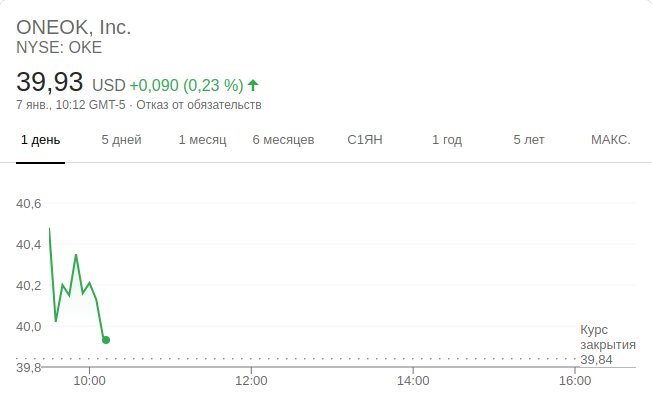 ONEOK, Inc.
NYSE: OKE
39,93 USD +0,090 (0,23 %)
7 янв., 10:12 GMT-5 · Отказ от обязательств
1 день 5 дней 1 месяц 6 месяцев С1ЯН 1 год 5 лет МАКС.
40,6
40,4
40,2
40,0
39,8
Курс
закрытия
39,84
10:00 12:00 14:00 16:00